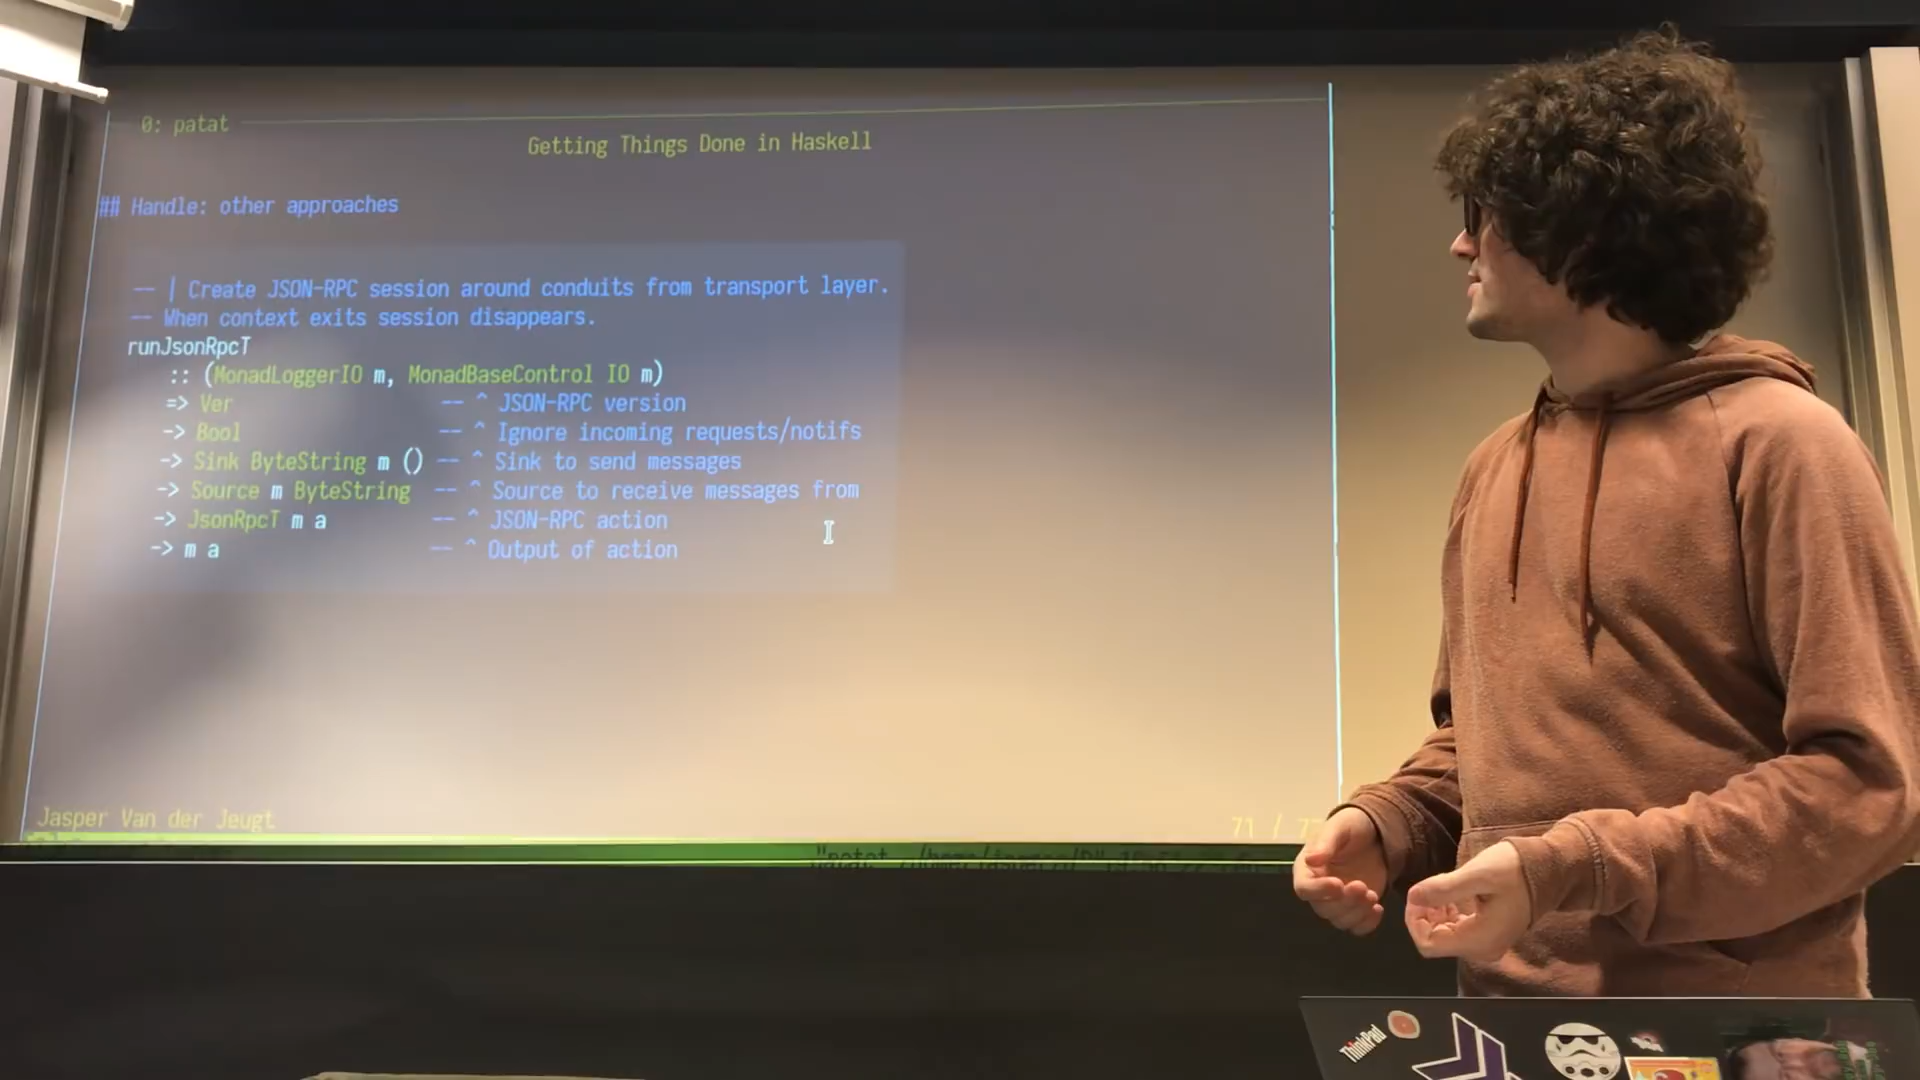 0: patat
Getting Things Done in Haskell
## Handle: other approaches
-- | Create JSON-RPC session around conduits from transport layer.
-- When context exits session disappears.
runJsonRpcT
:: (MonadLoggerIO m, MonadBaseControl IO m)
=> Ver -- ^ JSON-RPC version
-> Bool -- ^ Ignore incoming requests/notifs
-> Sink ByteString m () -- ^ Sink to send messages
-> Source m ByteString -- ^ Source to receive messages from
-> JsonRpcT m a -- ^ JSON-RPC action
-> m a -- ^ Output of action
Jasper Van der Jeugt
71 /
ThinkPad